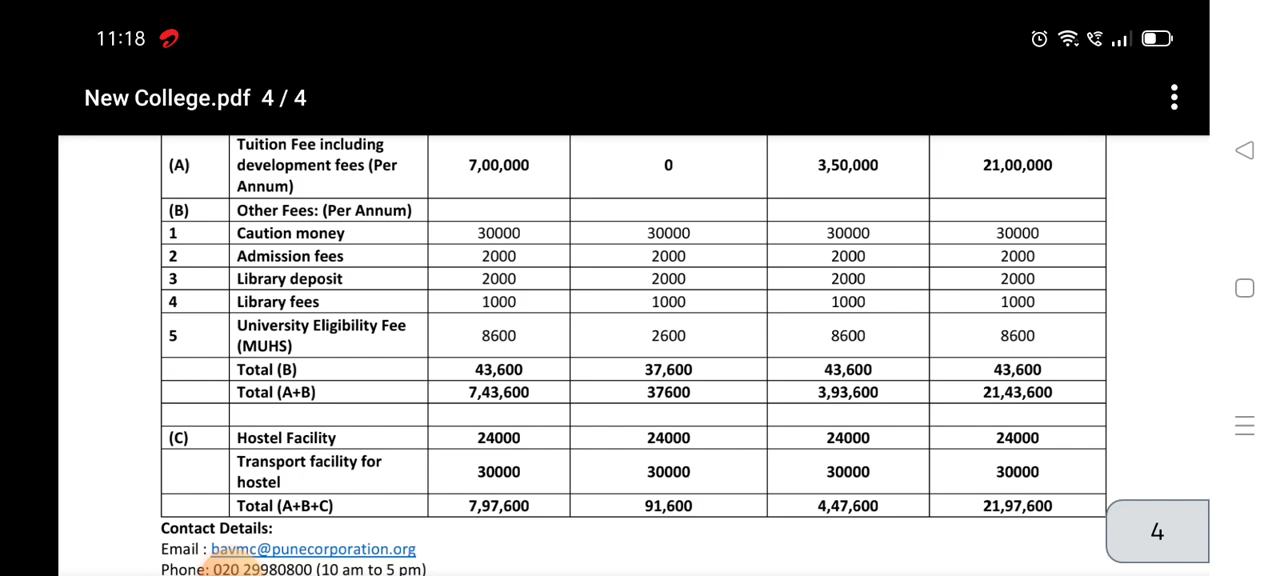 11:18
New College.pdf 4 / 4
(A) Tuition Fee including development fees (Per Annum) 7,00,000 0 3,50,000 21,00,000
(B) Other Fees: (Per Annum)
1 Caution money 30000 30000 30000 30000
2 Admission fees 2000 2000 2000 2000
3 Library deposit 2000 2000 2000 2000
4 Library fees 1000 1000 1000 1000
5 University Eligibility Fee (MUHS) 8600 2600 8600 8600
Total (B) 43,600 37,600 43,600 43,600
Total (A+B) 7,43,600 37600 3,93,600 21,43,600
(C) Hostel Facility 24000 24000 24000 24000
Transport facility for hostel 30000 30000 30000 30000
Total (A+B+C) 7,97,600 91,600 4,47,600 21,97,600
Contact Details:
Email : bavmc@punecorporation.org
Phone: 020 29980800 (10 am to 5 pm)
4